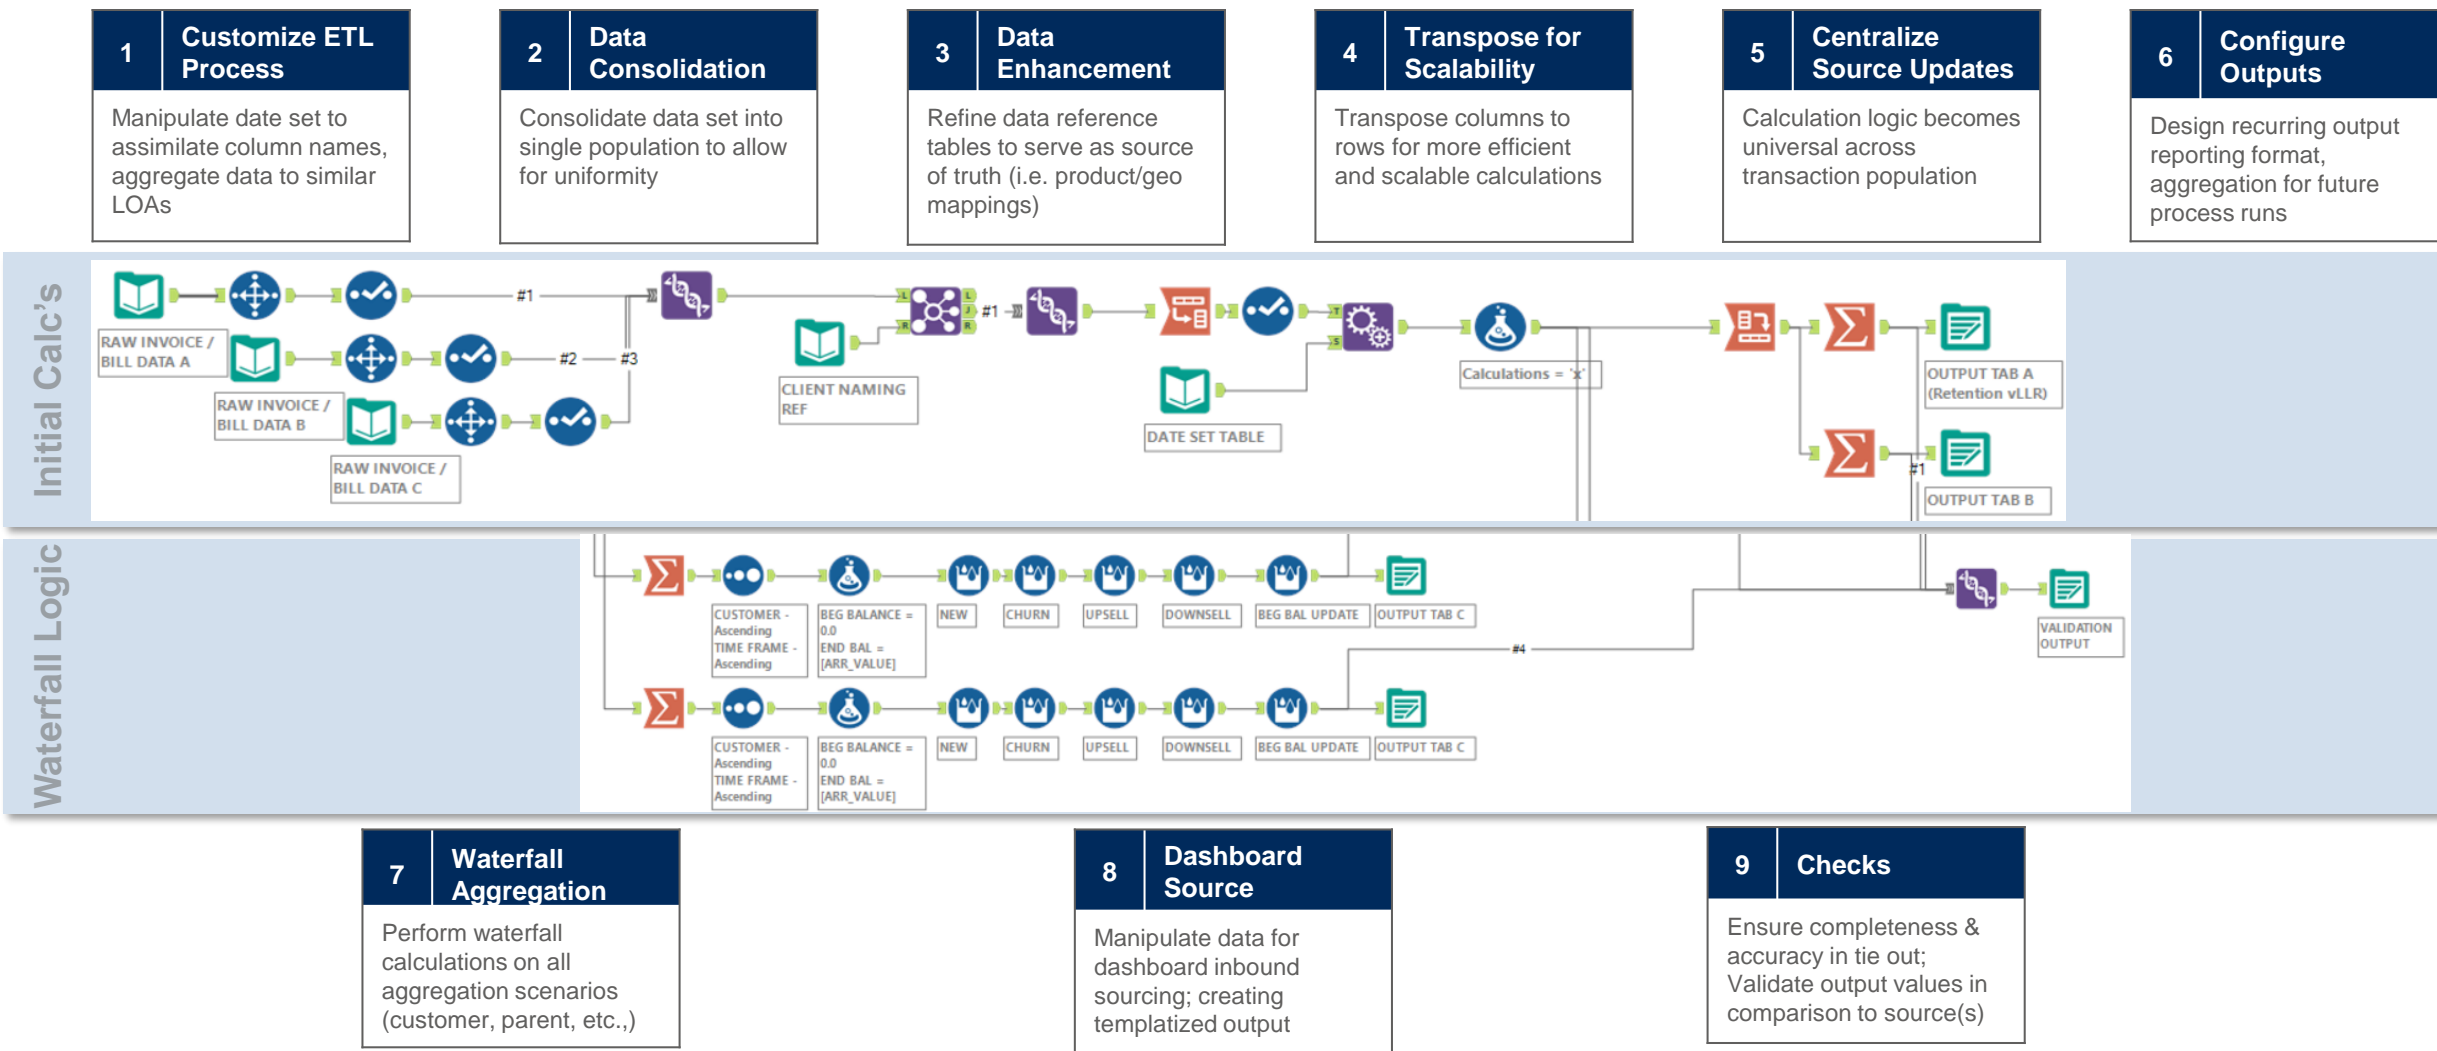 1
Customize ETL
Process
Manipulate date set to
assimilate column names,
aggregate data to similar
LOAs
2
Data
Consolidation
Consolidate data set into
single population to allow
for uniformity
3
Data
Enhancement
Refine data reference
tables to serve as source
of truth (i.e. product/geo
mappings)
4
Transpose for
Scalability
Transpose columns to
rows for more efficient
and scalable calculations
5
Centralize
Source Updates
Calculation logic becomes
universal across
transaction population
6
Configure
Outputs
Design recurring output
reporting format,
aggregation for future
process runs
Initial Calc’s
RAW INVOICE /
BILL DATA A
#1
RAW INVOICE /
BILL DATA B
#2
#3
RAW INVOICE /
BILL DATA C
CLIENT NAMING
REF
L
R
L
J
R
#1
DATE SET TABLE
T
S
Calculations = 'x'
OUTPUT TAB A
(Retention vLLR)
#1
OUTPUT TAB B
Waterfall Logic
CUSTOMER -
Ascending
TIME FRAME -
Ascending
BEG BALANCE =
0.0
END BAL =
[ARR_VALUE]
NEW
CHURN
UPSELL
DOWNSELL
BEG BAL UPDATE
OUTPUT TAB C
#4
VALIDATION
OUTPUT
CUSTOMER -
Ascending
TIME FRAME -
Ascending
BEG BALANCE =
0.0
END BAL =
[ARR_VALUE]
NEW
CHURN
UPSELL
DOWNSELL
BEG BAL UPDATE
OUTPUT TAB C
7
Waterfall
Aggregation
Perform waterfall
calculations on all
aggregation scenarios
(customer, parent, etc.,)
8
Dashboard
Source
Manipulate data for
dashboard inbound
sourcing; creating
templatized output
9
Checks
Ensure completeness &
accuracy in tie out;
Validate output values in
comparison to source(s)